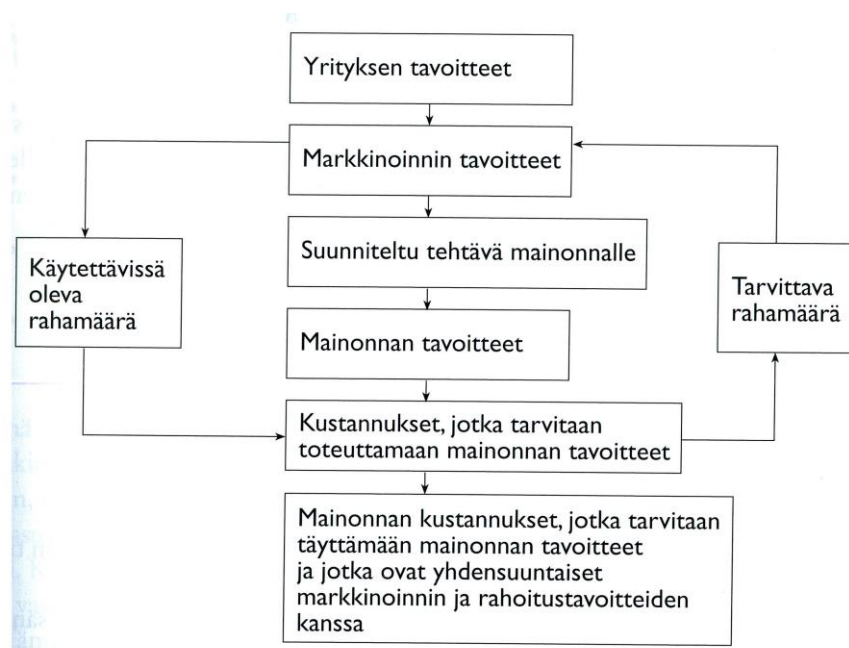 Yrityksen tavoitteet
Markkinoinnin tavoitteet
Suunniteltu tehtävä mainonnalle
Käytettävissä
oleva
rahamäärä
Tarvittava
rahamäärä
Mainonnan tavoitteet
Kustannukset, jotka tarvitaan
toteuttamaan mainonnan tavoitteet
Mainonnan kustannukset, jotka tarvitaan
täyttämään mainonnan tavoitteet
ja jotka ovat yhdensuuntaiset
markkinoinnin ja rahoitustavoitteiden
kanssa